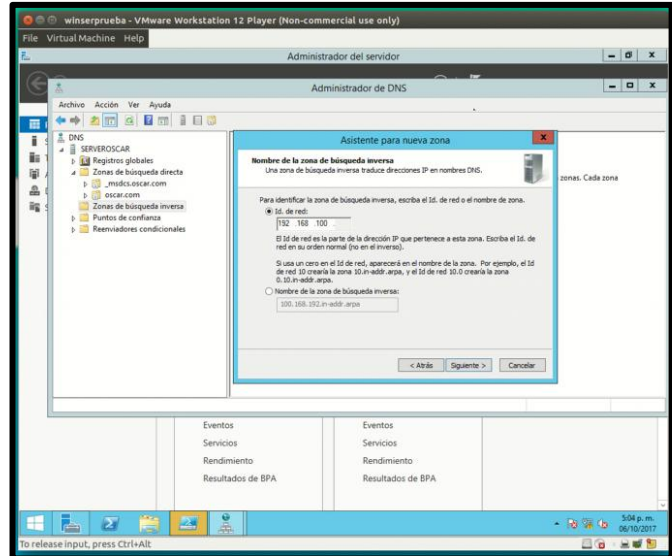 winserprueba - VMware Workstation 12 Player (Non-commercial use only)
File Virtual Machine Help
Administrador del servidor
Administrador de DNS
Archivo Acción Ver Ayuda
DNS
SERVEROSCAR
Registros globales
Zonas de búsqueda directa
_msdcs.oscar.com
oscar.com
Zonas de búsqueda inversa
Puntos de confianza
Reenviadores condicionales
zonas. Cada zona
Asistente para nueva zona
Nombre de la zona de búsqueda inversa
Una zona de búsqueda inversa traduce direcciones IP en nombres DNS.
Para identificar la zona de búsqueda inversa, escriba el Id. de red o el nombre de zona.
Id. de red:
192 .168 .100 .
El Id de red es la parte de la dirección IP que pertenece a esta zona. Escriba el Id. de
red en su orden normal (no en el inverso).
Si usa un cero en el Id de red, aparecerá en el nombre de la zona. Por ejemplo, el Id
de red 10 crearía la zona 10.in-addr.arpa, y el Id de red 10.0 crearía la zona
0.10.in-addr.arpa.
Nombre de la zona de búsqueda inversa:
100.168.192.in-addr.arpa
< Atrás Siguiente > Cancelar
Eventos Eventos
Servicios Servicios
Rendimiento Rendimiento
Resultados de BPA Resultados de BPA
5:04 p. m.
06/10/2017
To release input, press Ctrl+Alt